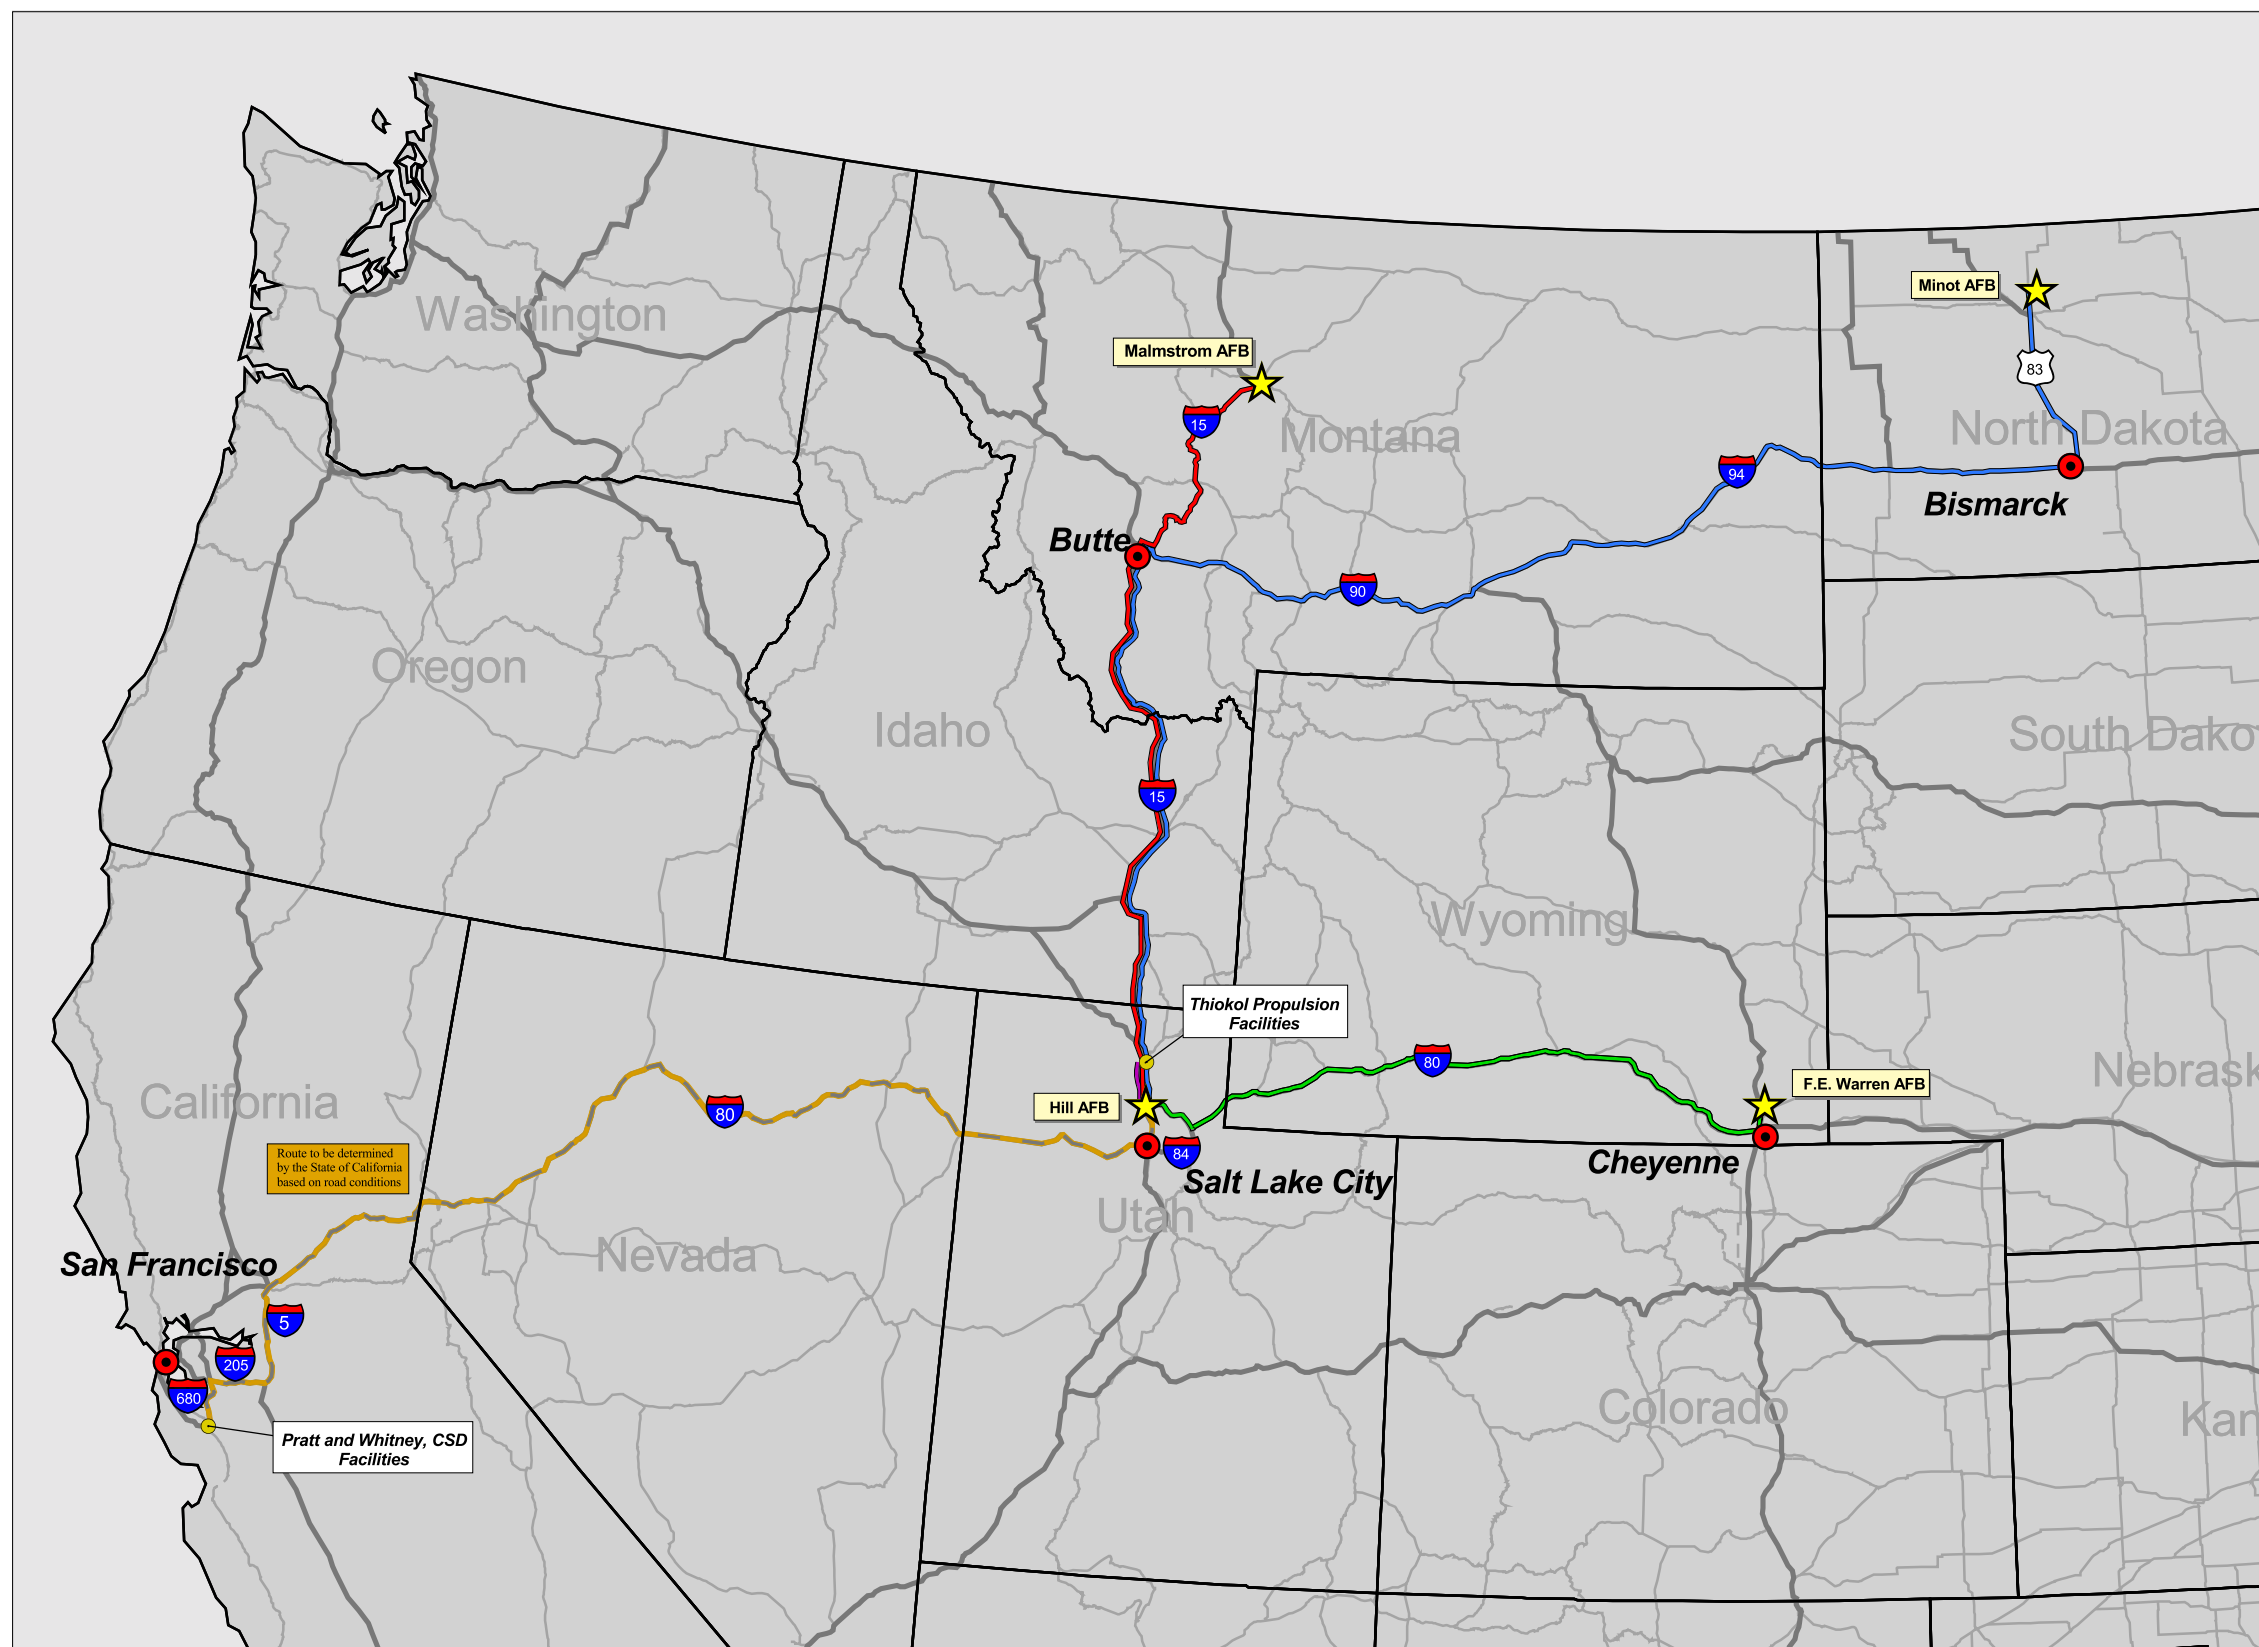 Washington
Minot AFB
83
Malmstrom AFB
15
Montana
North Dakota
94
Bismarck
Butte
90
Oregon
Idaho
South Dako
15
Wyoming
Thiokol Propulsion
Facilities
80
Nebrask
F.E. Warren AFB
California
80
Hill AFB
84
Cheyenne
Salt Lake City
Route to be determined
by the State of California
based on road conditions
Utah
Nevada
San Francisco
5
205
680
Colorado
Kan
Pratt and Whitney, CSD
Facilities